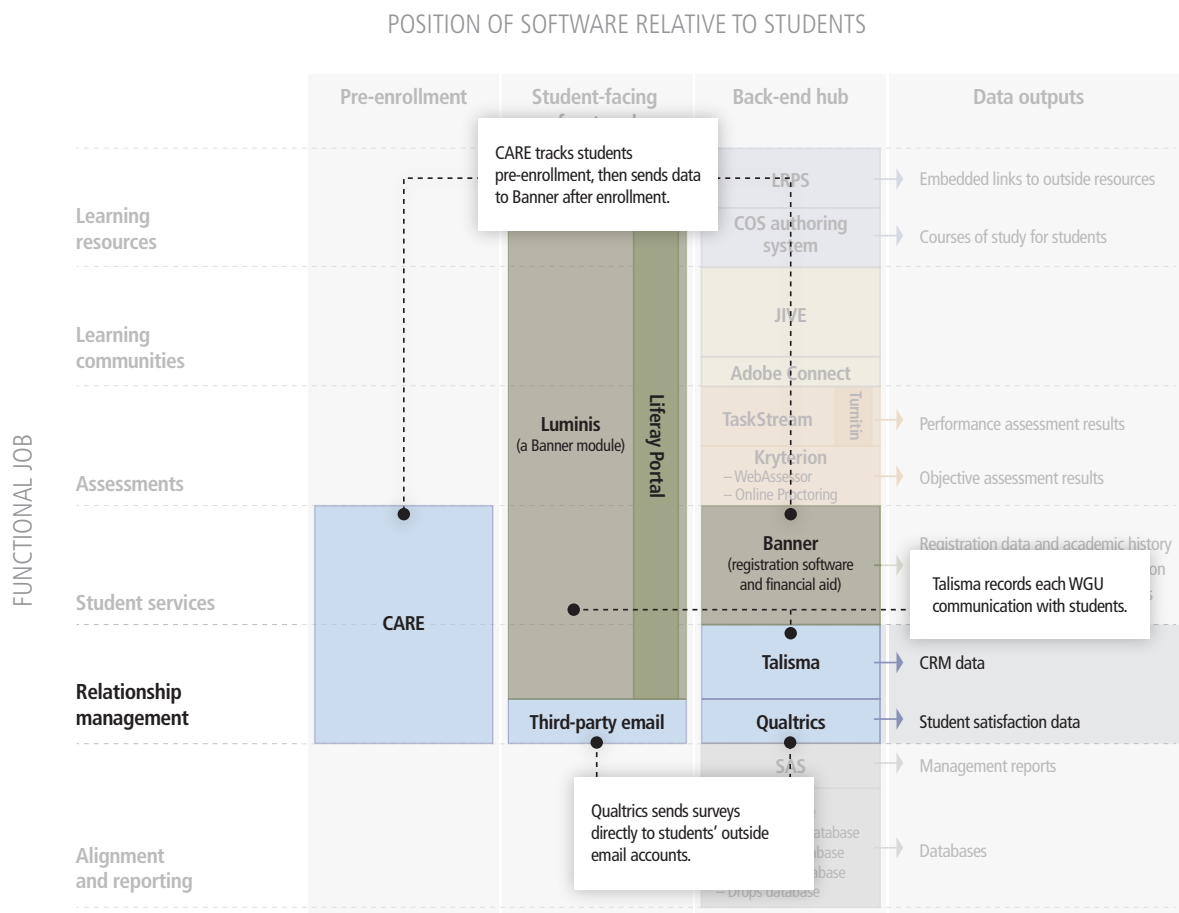 POSITION OF SOFTWARE RELATIVE TO STUDENTS
Pre-enrollment
Student-facing
Back-end hub
Data outputs
CARE tracks students
pre-enrollment, then sends data
to Banner after enrollment.
FUNCTIONAL JOB
Learning
resources
LRPS
Embedded links to outside resources
COS authoring
system
Courses of study for students
Learning
communities
JIVE
Adobe Connect
Luminis
(a Banner module)
Liferay Portal
Assessments
TaskStream
Turnitin
Performance assessment results
Kryterion
– WebAssessor
– Online Proctoring
Objective assessment results
Student services
CARE
Banner
(registration software
and financial aid)
Registration data and academic history
Talisma records each WGU
communication with students.
Relationship
management
Talisma
CRM data
Third-party email
Qualtrics
Student satisfaction data
Alignment
and reporting
SAS
Management reports
Qualtrics sends surveys
directly to students’ outside
email accounts.
– Drops database
Databases